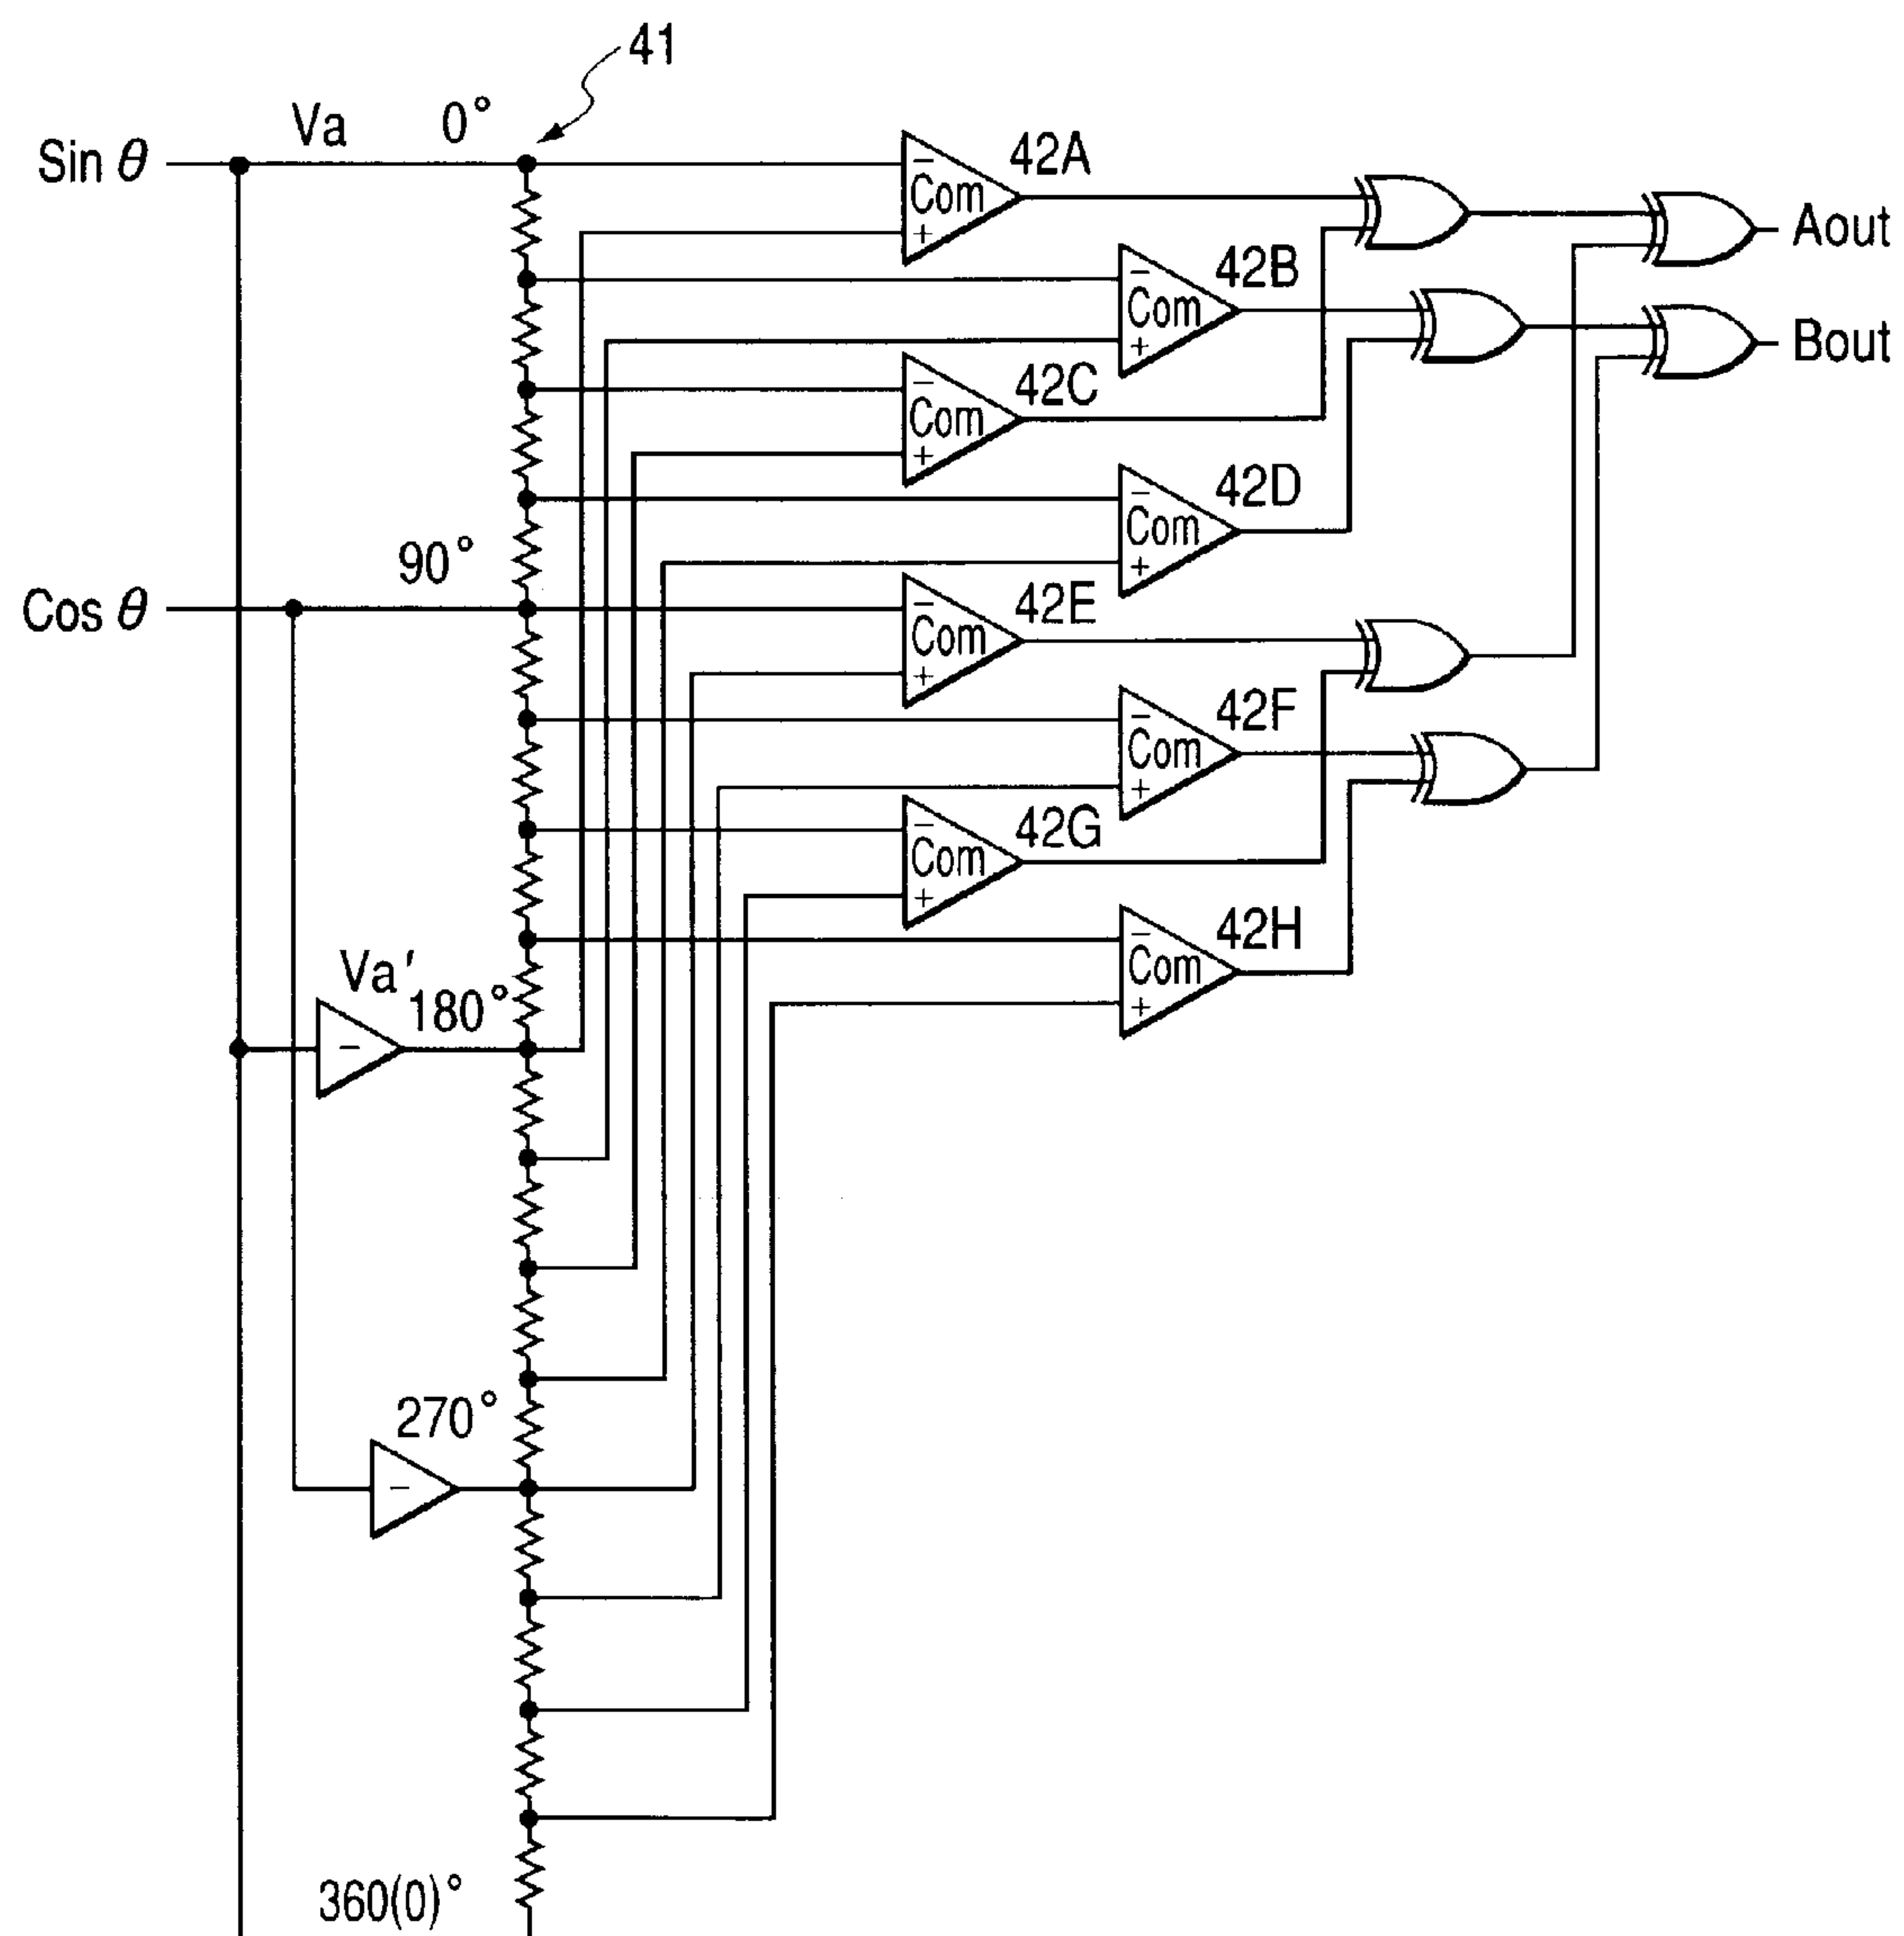 41
Va 0°
Sin θ
− Com + 42A
Aout
− Com + 42B
Bout
− Com + 42C
− Com + 42D
90°
Cos θ
− Com + 42E
− Com + 42F
− Com + 42G
− Com + 42H
Va′
180°
−
270°
−
360(0)°